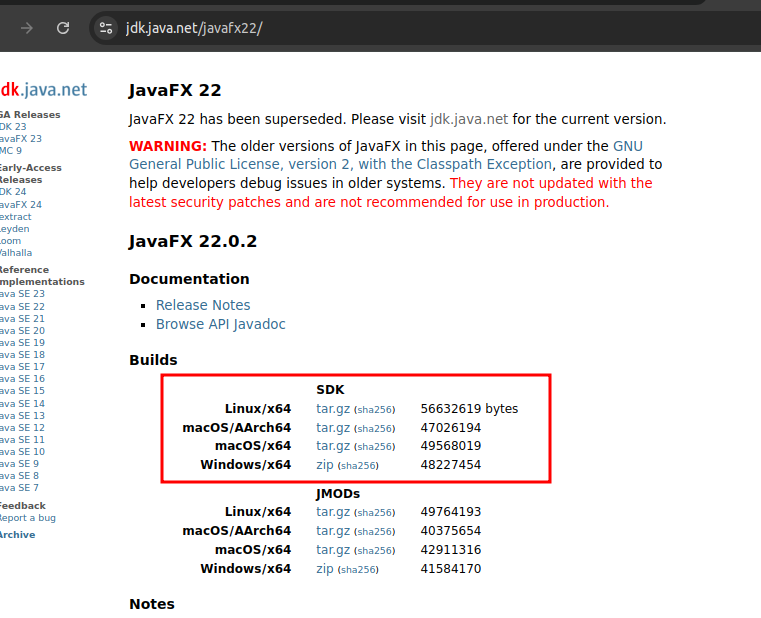 jdk.java.net/javafx22/
dk.java.net
GA Releases
JDK 23
JavaFX 23
JMC 9
Early-Access
Releases
JDK 24
JavaFX 24
jextract
Leyden
Loom
Valhalla
Reference
Implementations
Java SE 23
Java SE 22
Java SE 21
Java SE 20
Java SE 19
Java SE 18
Java SE 17
Java SE 16
Java SE 15
Java SE 14
Java SE 13
Java SE 12
Java SE 11
Java SE 10
Java SE 9
Java SE 8
Java SE 7
Feedback
Report a bug
Archive
JavaFX 22
JavaFX 22 has been superseded. Please visit jdk.java.net for the current version.
WARNING: The older versions of JavaFX in this page, offered under the GNU
General Public License, version 2, with the Classpath Exception, are provided to
help developers debug issues in older systems. They are not updated with the
latest security patches and are not recommended for use in production.
JavaFX 22.0.2
Documentation
Release Notes
Browse API Javadoc
Builds
SDK
Linux/x64 tar.gz (sha256) 56632619 bytes
macOS/AArch64 tar.gz (sha256) 47026194
macOS/x64 tar.gz (sha256) 49568019
Windows/x64 zip (sha256) 48227454
JMODs
Linux/x64 tar.gz (sha256) 49764193
macOS/AArch64 tar.gz (sha256) 40375654
macOS/x64 tar.gz (sha256) 42911316
Windows/x64 zip (sha256) 41584170
Notes